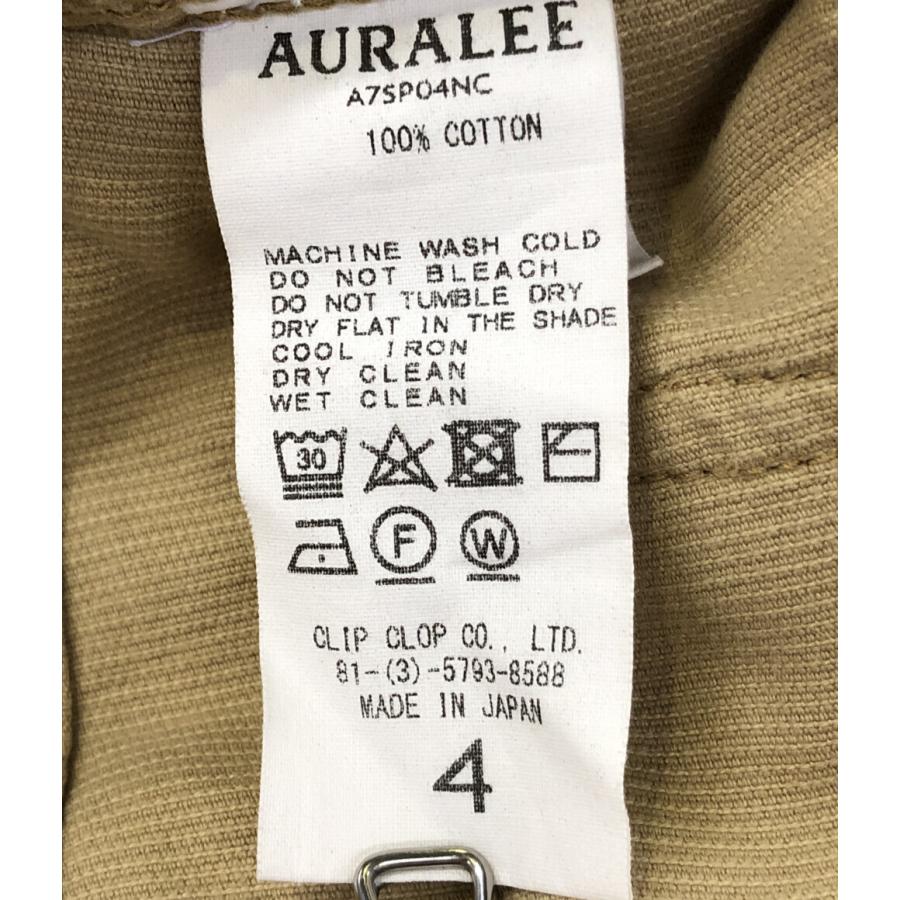 AURALEE
A7SP04NC
100% COTTON
MACHINE WASH COLD
DO NOT BLEACH
DO NOT TUMBLE DRY
DRY FLAT IN THE SHADE
COOL IRON
DRY CLEAN
WET CLEAN
30
F W
CLIP CLOP CO., LTD.
81-(3)-5793-8588
MADE IN JAPAN
4